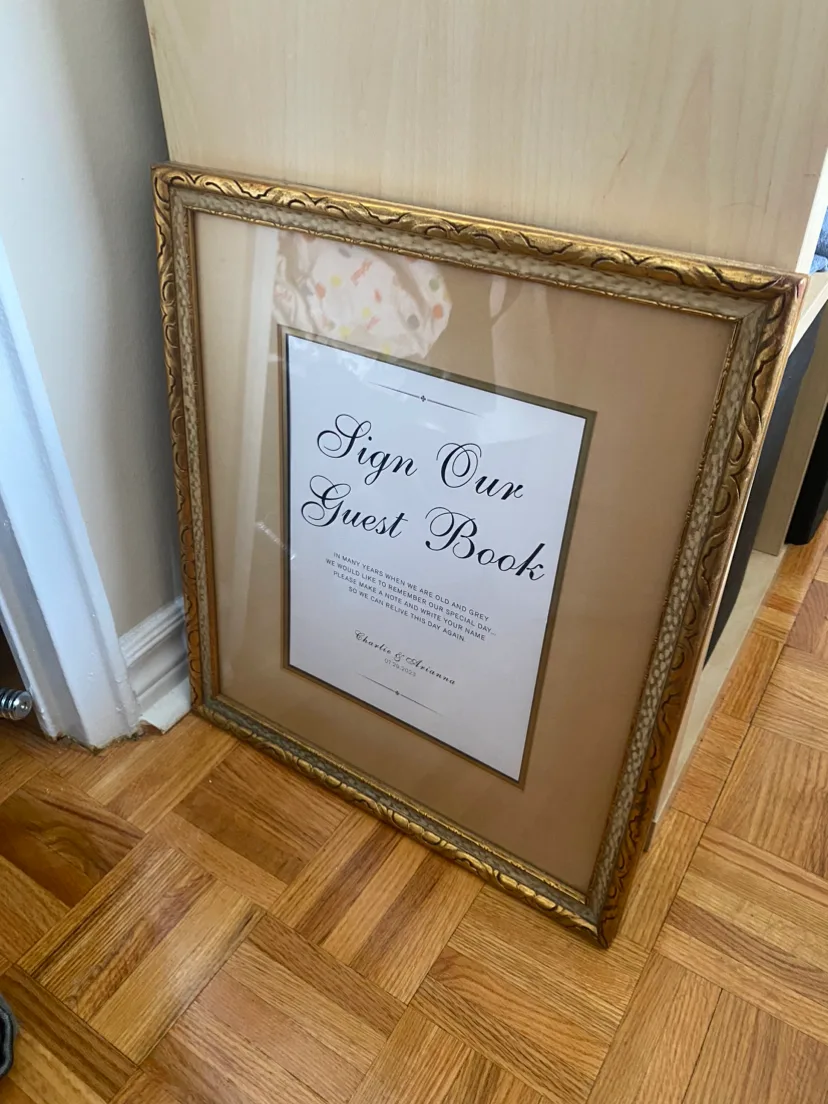 Sign Our
Guest Book
IN MANY YEARS WHEN WE ARE OLD AND GREY
WE WOULD LIKE TO REMEMBER OUR SPECIAL DAY...
PLEASE MAKE A NOTE AND WRITE YOUR NAME
SO WE CAN RELIVE THIS DAY AGAIN.
Charlie & Arianna